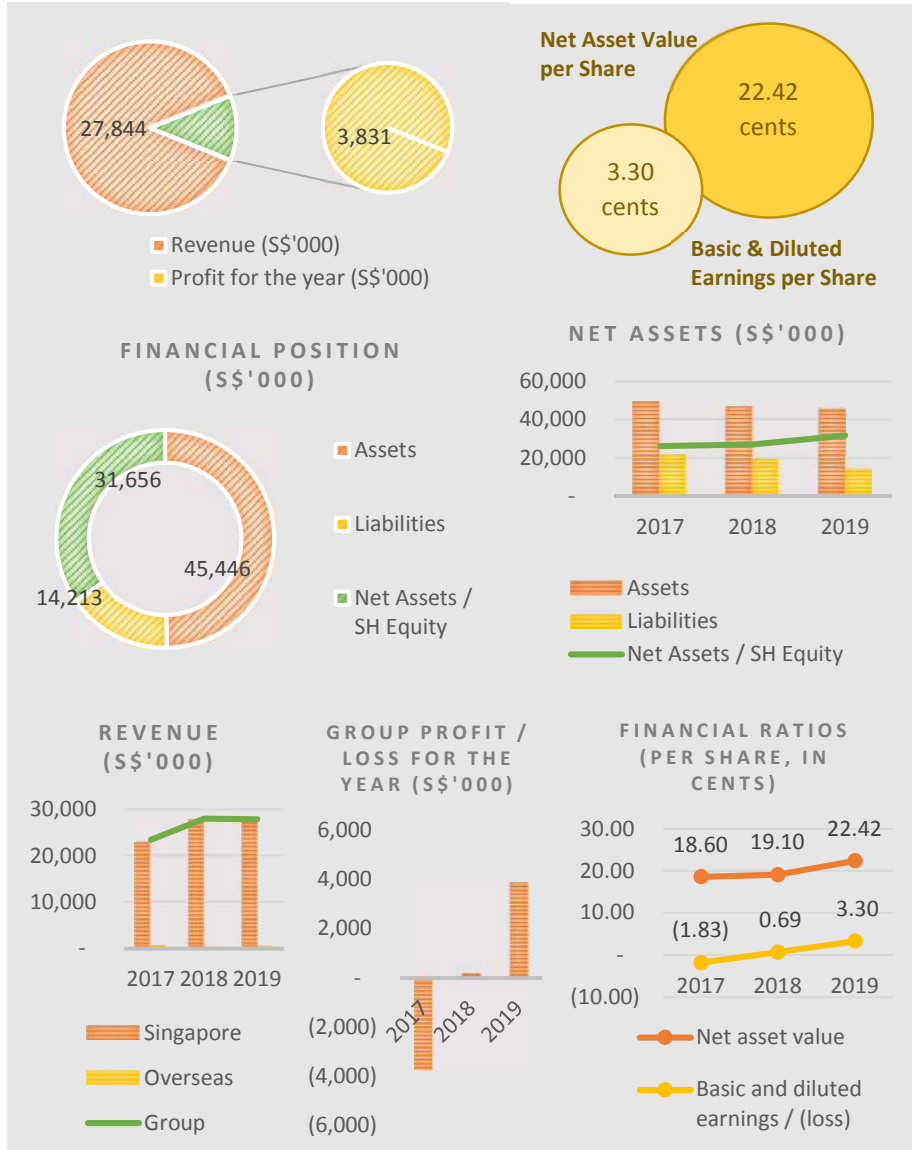 27,844
3,831
Revenue (S$'000)
Profit for the year (S$'000)
Net Asset Value
per Share
22.42
cents
3.30
cents
Basic & Diluted
Earnings per Share
FINANCIAL POSITION
(S$'000)
31,656
45,446
14,213
Assets
Liabilities
Net Assets /
SH Equity
NET ASSETS (S$'000)
60,000
40,000
20,000
-
2017
2018
2019
Assets
Liabilities
Net Assets / SH Equity
REVENUE
(S$'000)
30,000
20,000
10,000
-
2017 2018 2019
Singapore
Overseas
Group
GROUP PROFIT /
LOSS FOR THE
YEAR (S$'000)
6,000
4,000
2,000
-
(2,000)
(4,000)
(6,000)
2017
2018
2019
FINANCIAL RATIOS
(PER SHARE, IN
CENTS)
30.00
20.00
10.00
-
(10.00)
18.60
19.10
22.42
(1.83)
0.69
3.30
2017
2018
2019
Net asset value
Basic and diluted
earnings / (loss)